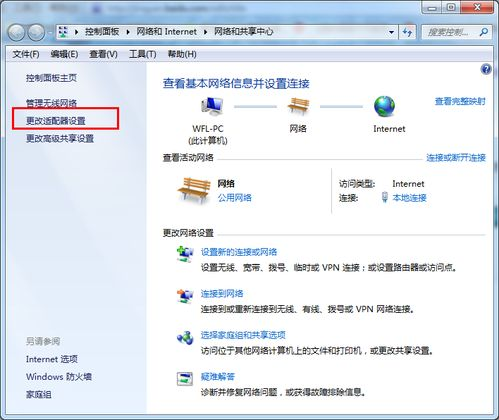 控制面板 ▸ 网络和 Internet ▸ 网络和共享中心
搜索控制...
文件(F) 编辑(E) 查看(V) 工具(T) 帮助(H)
控制面板主页
管理无线网络
更改适配器设置
更改高级共享设置
查看基本网络信息并设置连接
查看完整映射
WFL-PC
(此计算机)
网络
Internet
查看活动网络
连接或断开连接
网络
公用网络
访问类型: Internet
连接: 本地连接
更改网络设置
设置新的连接或网络
设置无线、宽带、拨号、临时或 VPN 连接；或设置路由器或访问点。
连接到网络
连接到或重新连接到无线、有线、拨号或 VPN 网络连接。
选择家庭组和共享选项
访问位于其他网络计算机上的文件和打印机，或更改共享设置。
疑难解答
诊断并修复网络问题，或获得故障排除信息。
另请参阅
Internet 选项
Windows 防火墙
家庭组